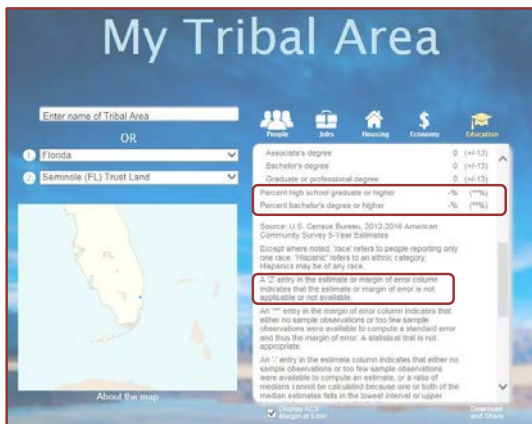 My Tribal Area
Enter name of Tribal Area
OR
1 Florida
2 Seminole (FL) Trust Land
FL
About the map
People Jobs Housing Economy Education
Associate's degree 0 (+/-13)
Bachelor's degree 0 (+/-13)
Graduate or professional degree 0 (+/-13)
Percent high school graduate or higher -% (**%)
Percent bachelor's degree or higher -% (**%)
Source: U.S. Census Bureau, 2012-2016 American
Community Survey 5-Year Estimates
Except where noted, 'race' refers to people reporting only
one race. 'Hispanic' refers to an ethnic category;
Hispanics may be of any race.
A 'Z' entry in the estimate or margin of error column
indicates that the estimate or margin of error is not
applicable or not available.
An '**' entry in the margin of error column indicates that
either no sample observations or too few sample
observations were available to compute a standard error
and thus the margin of error. A statistical test is not
appropriate.
An '-' entry in the estimate column indicates that either no
sample observations or too few sample observations
were available to compute an estimate, or a ratio of
medians cannot be calculated because one or both of the
median estimates falls in the lowest interval or upper
Display ACS
Margin of Error
Download
and Share